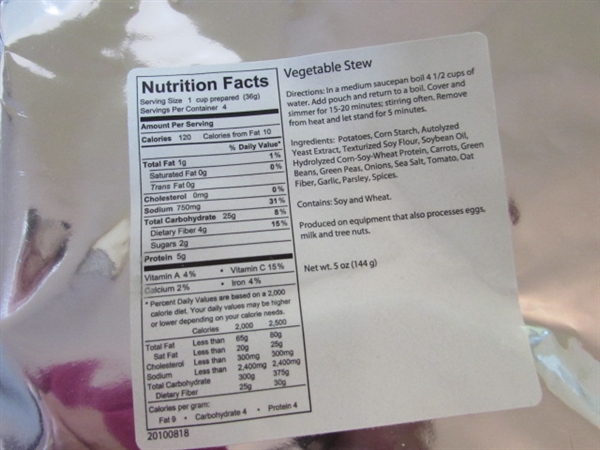 Nutrition Facts
Serving Size 1 cup prepared (36g)
Servings Per Container 4
Amount Per Serving
Calories 120 Calories from Fat 10
% Daily Value*
Total Fat 1g 1%
Saturated Fat 0g 0%
Trans Fat 0g
Cholesterol 0mg 0%
Sodium 750mg 31%
Total Carbohydrate 25g 8%
Dietary Fiber 4g 15%
Sugars 2g
Protein 5g
Vitamin A 4% • Vitamin C 15%
Calcium 2% • Iron 4%
* Percent Daily Values are based on a 2,000
calorie diet. Your daily values may be higher
or lower depending on your calorie needs.
Calories 2,000 2,500
Total Fat Less than 65g 80g
Sat Fat Less than 20g 25g
Cholesterol Less than 300mg 300mg
Sodium Less than 2,400mg 2,400mg
Total Carbohydrate 300g 375g
Dietary Fiber 25g 30g
Calories per gram:
Fat 9 • Carbohydrate 4 • Protein 4
20100818
Vegetable Stew
Directions: In a medium saucepan boil 4 1/2 cups of
water. Add pouch and return to a boil. Cover and
simmer for 15-20 minutes; stirring often. Remove
from heat and let stand for 5 minutes.
Ingredients: Potatoes, Corn Starch, Autolyzed
Yeast Extract, Texturized Soy Flour, Soybean Oil,
Hydrolyzed Corn-Soy-Wheat Protein, Carrots, Green
Beans, Green Peas, Onions, Sea Salt, Tomato, Oat
Fiber, Garlic, Parsley, Spices.
Contains: Soy and Wheat.
Produced on equipment that also processes eggs,
milk and tree nuts.
Net wt. 5 oz (144 g)